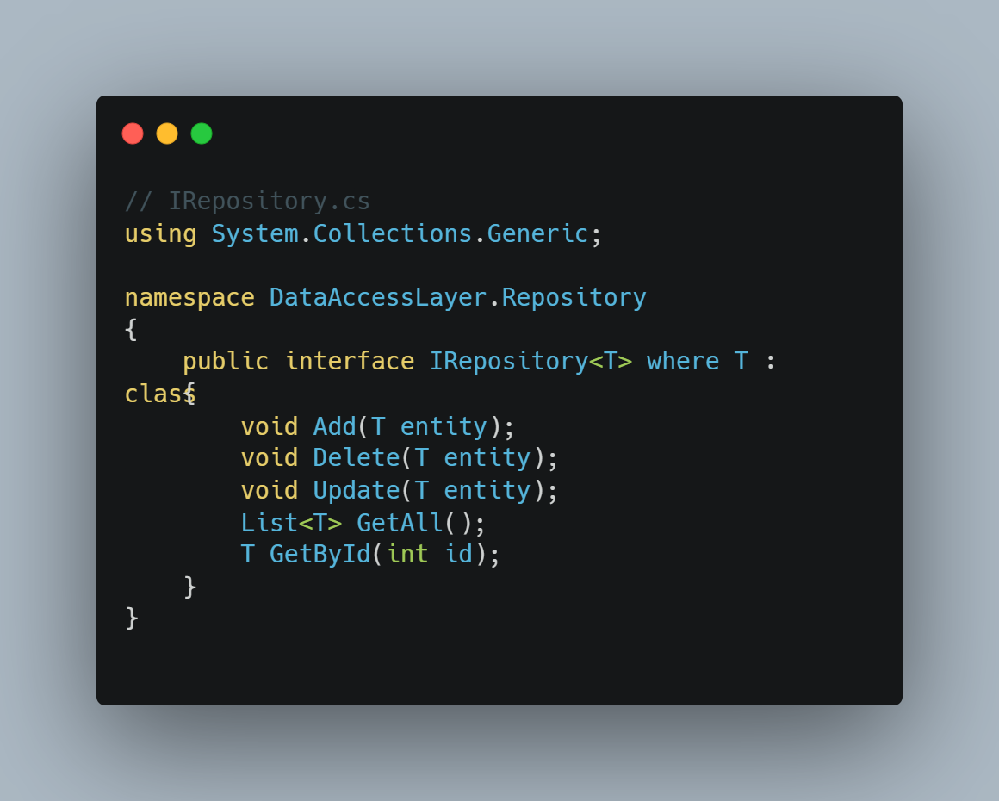 // IRepository.cs
using System.Collections.Generic;

namespace DataAccessLayer.Repository
{
    public interface IRepository<T> where T :
class
    {
        void Add(T entity);
        void Delete(T entity);
        void Update(T entity);
        List<T> GetAll();
        T GetById(int id);
    }
}